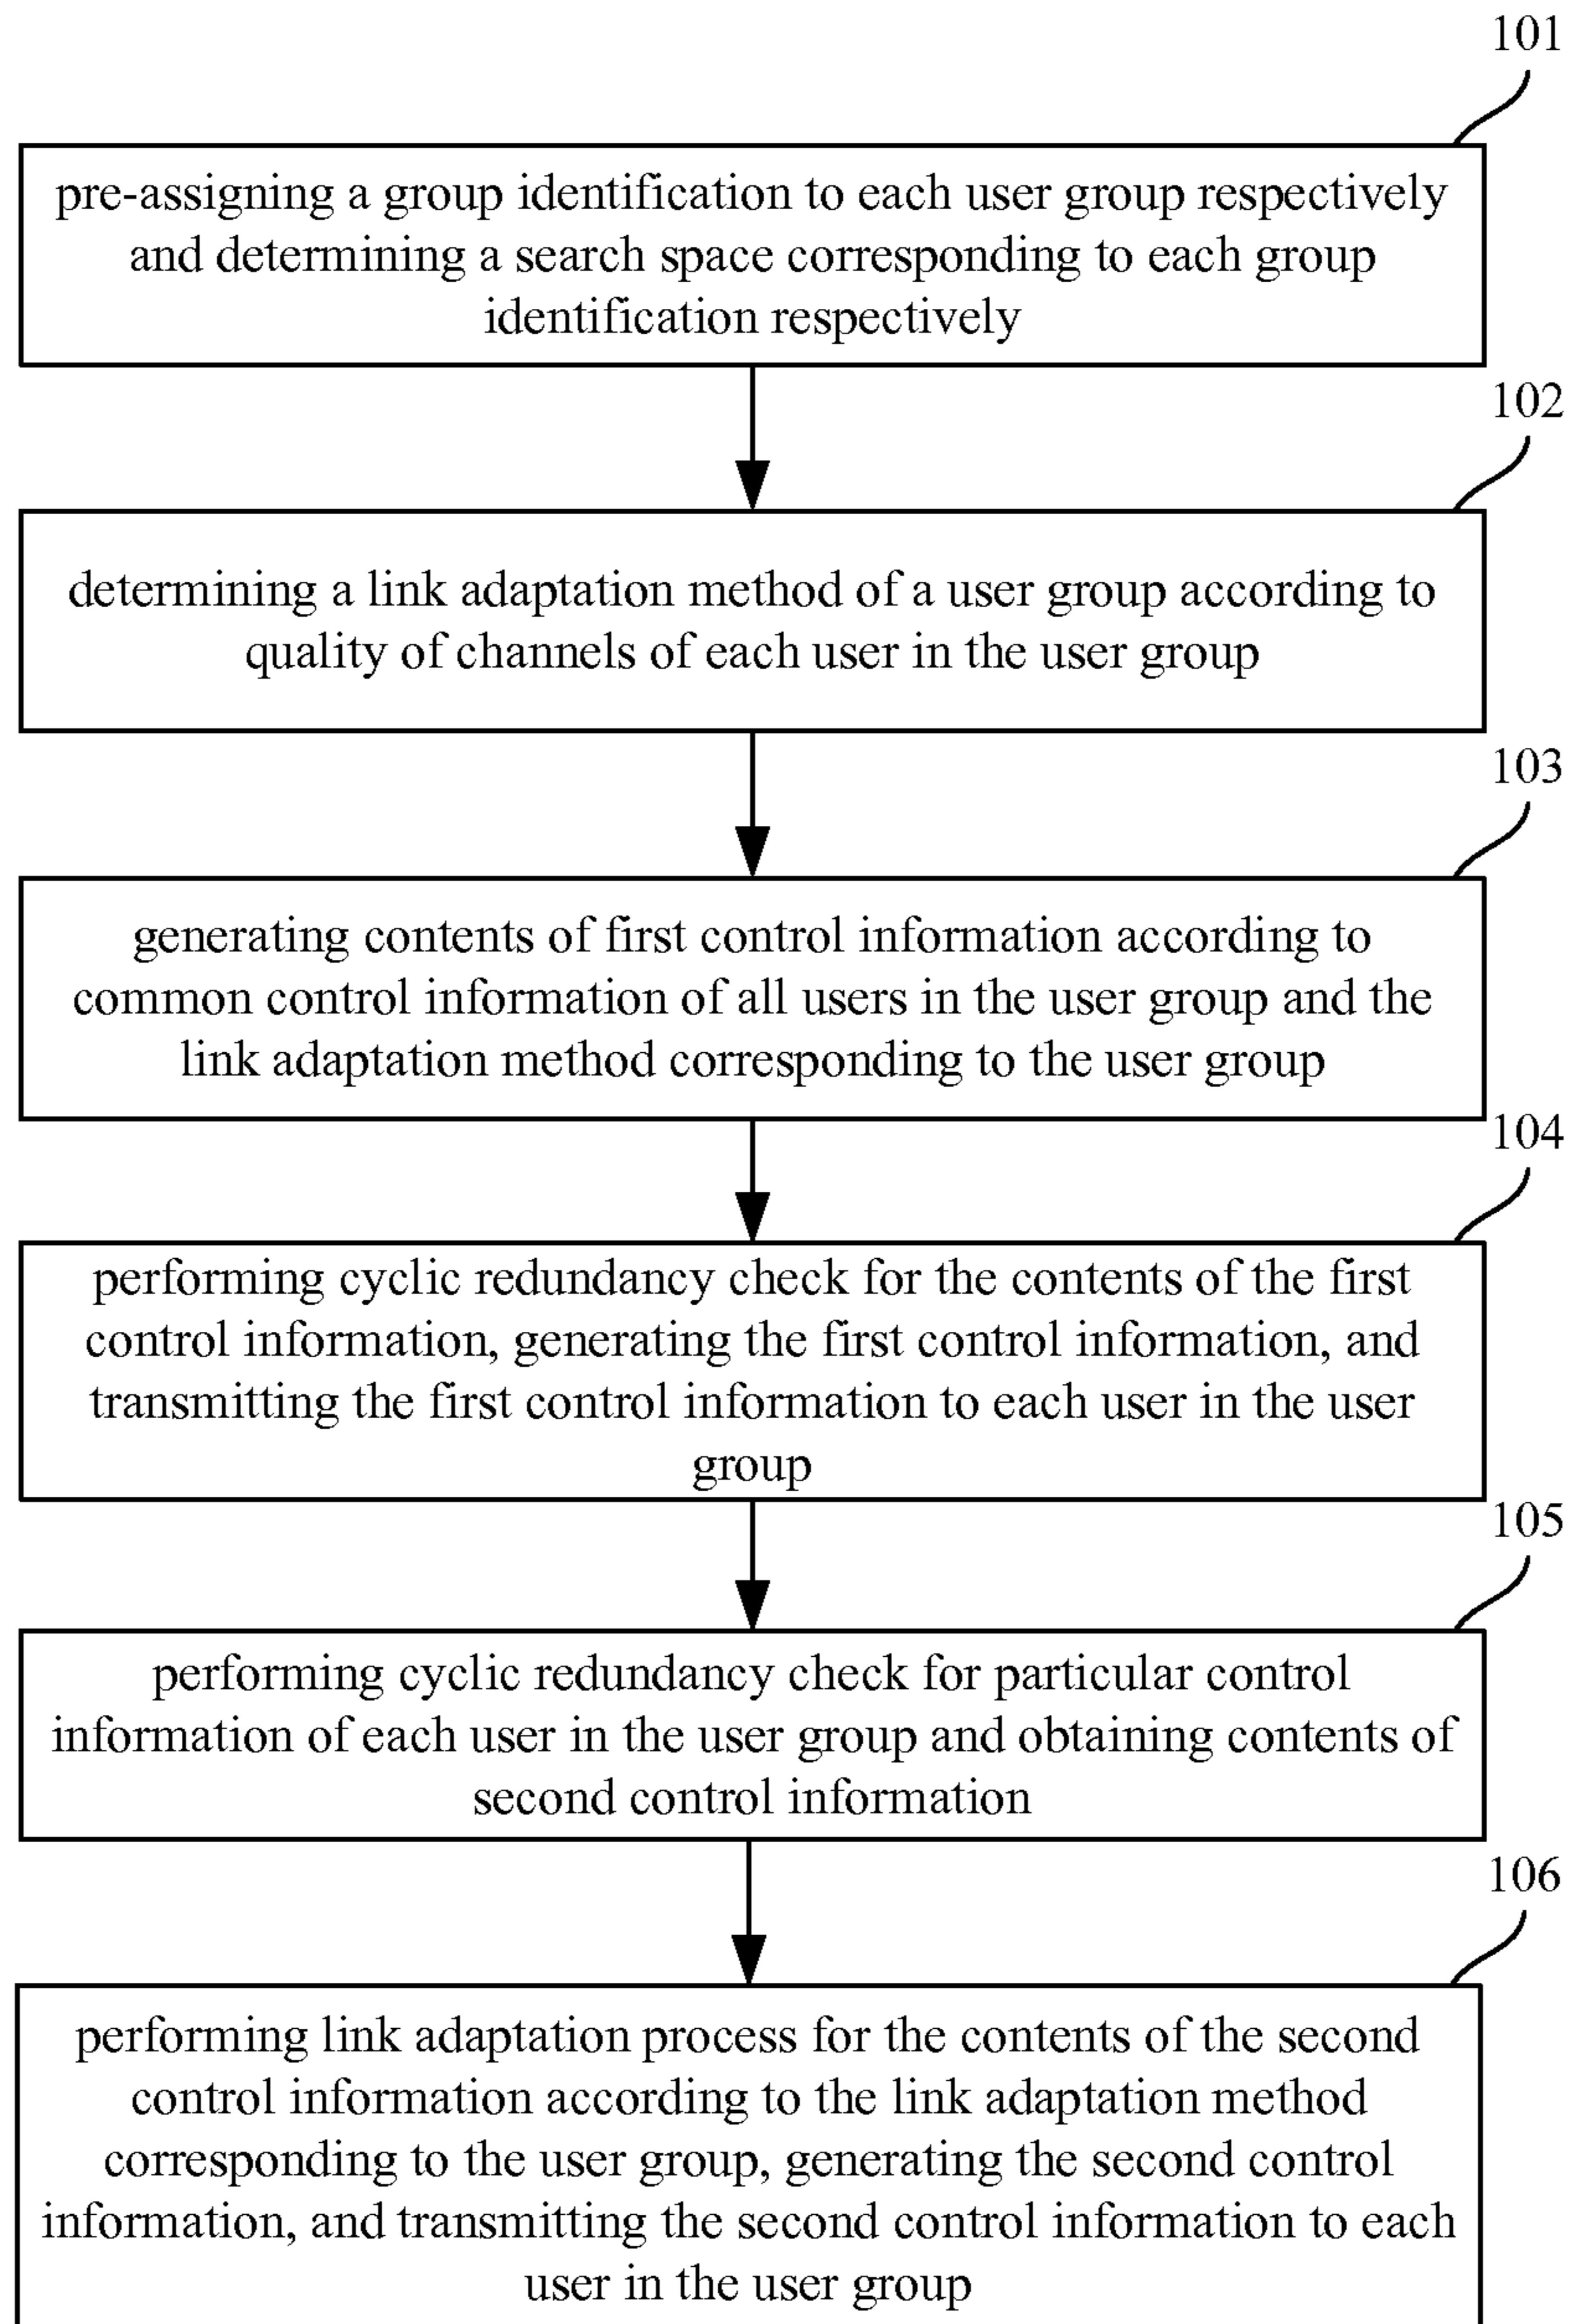 101
pre-assigning a group identification to each user group respectively
and determining a search space corresponding to each group
identification respectively
102
determining a link adaptation method of a user group according to
quality of channels of each user in the user group
103
generating contents of first control information according to
common control information of all users in the user group and the
link adaptation method corresponding to the user group
104
performing cyclic redundancy check for the contents of the first
control information, generating the first control information, and
transmitting the first control information to each user in the user
group
105
performing cyclic redundancy check for particular control
information of each user in the user group and obtaining contents of
second control information
106
performing link adaptation process for the contents of the second
control information according to the link adaptation method
corresponding to the user group, generating the second control
information, and transmitting the second control information to each
user in the user group